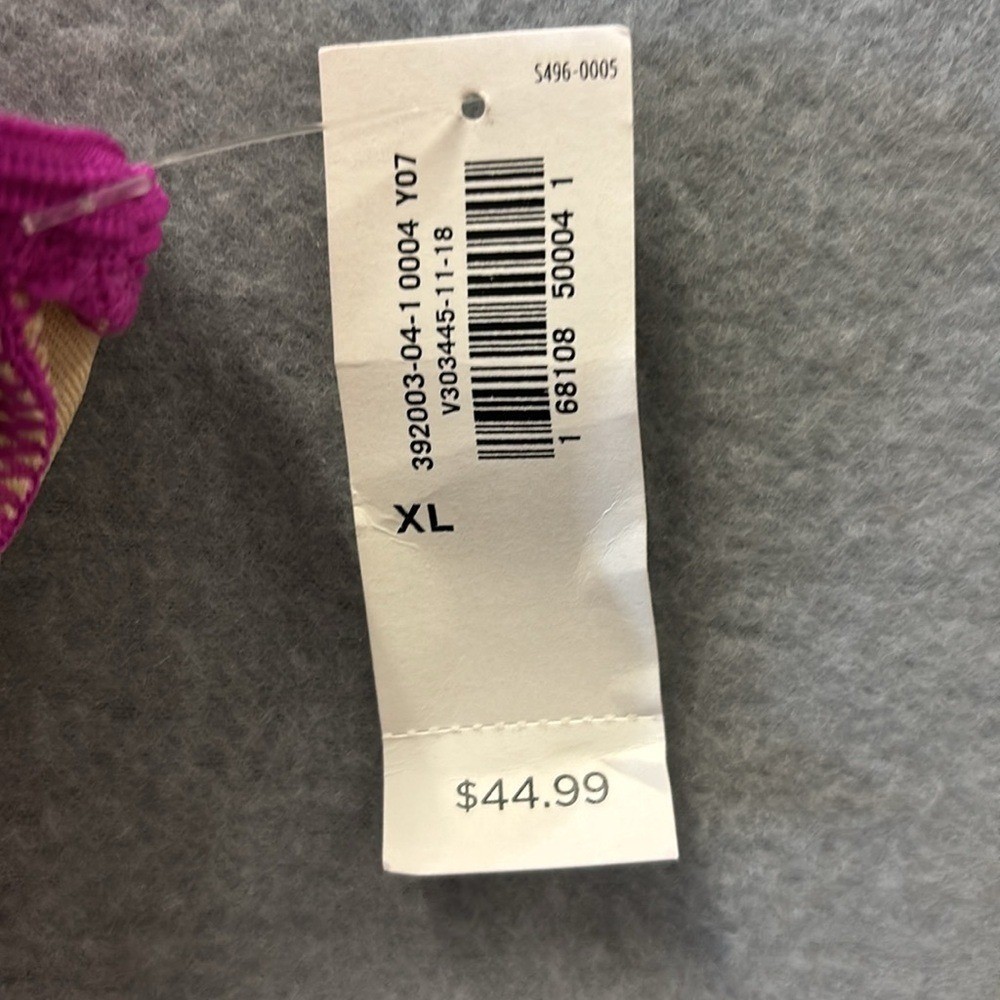 S496-0005
392003-04-1 0004 Y07
V303445-11-18
1 68108 50004 1
XL
$44.99